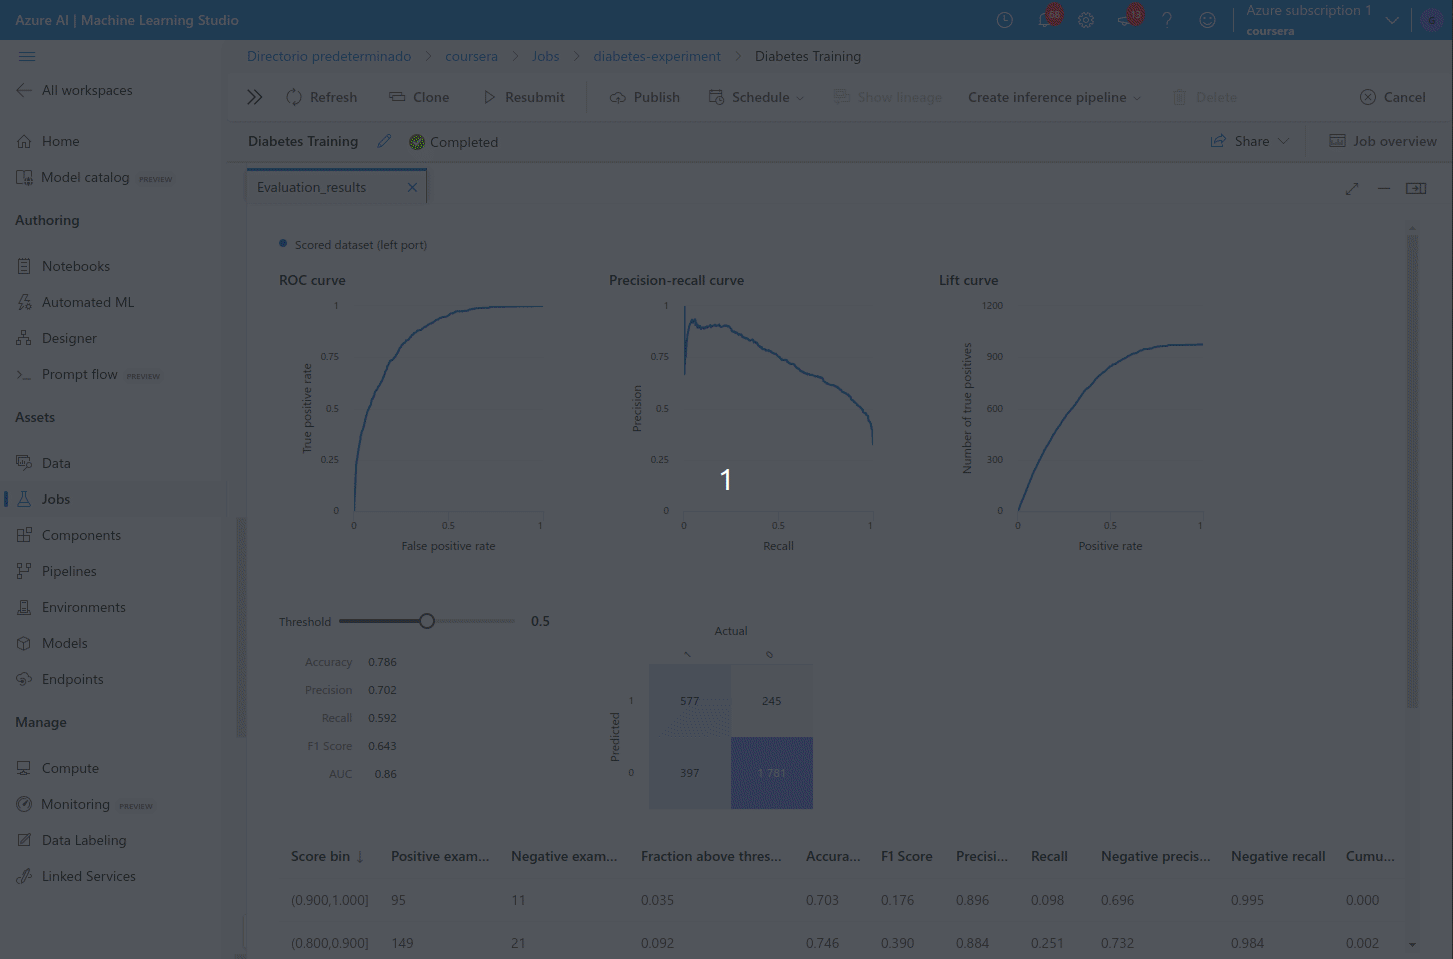 Azure AI | Machine Learning Studio
68
13
?
Azure subscription 1
coursera
G
All workspaces
Home
Model catalog PREVIEW
Authoring
Notebooks
Automated ML
Designer
Prompt flow PREVIEW
Assets
Data
Jobs
Components
Pipelines
Environments
Models
Endpoints
Manage
Compute
Monitoring PREVIEW
Data Labeling
Linked Services
Directorio predeterminado > coursera > Jobs > diabetes-experiment > Diabetes Training
Refresh Clone Resubmit Publish Schedule Show lineage Create inference pipeline Delete Cancel
Diabetes Training Completed Share Job overview
Evaluation_results
Scored dataset (left port)
ROC curve
1
0.75
0.5
0.25
0
0 0.5 1
True positive rate
False positive rate
Precision-recall curve
1
0.75
0.5
0.25
0
0 0.5 1
Precision
Recall
Lift curve
1200
900
600
300
0
0 0.5 1
Number of true positives
Positive rate
1
Threshold 0.5
Accuracy 0.786
Precision 0.702
Recall 0.592
F1 Score 0.643
AUC 0.86
Actual
1 0
Predicted
1 577 245
0 397 1 781
Score bin ↓ Positive exam... Negative exam... Fraction above thres... Accura... F1 Score Precisi... Recall Negative precis... Negative recall Cumu...
(0.900,1.000] 95 11 0.035 0.703 0.176 0.896 0.098 0.696 0.995 0.000
(0.800,0.900] 149 21 0.092 0.746 0.390 0.884 0.251 0.732 0.984 0.002